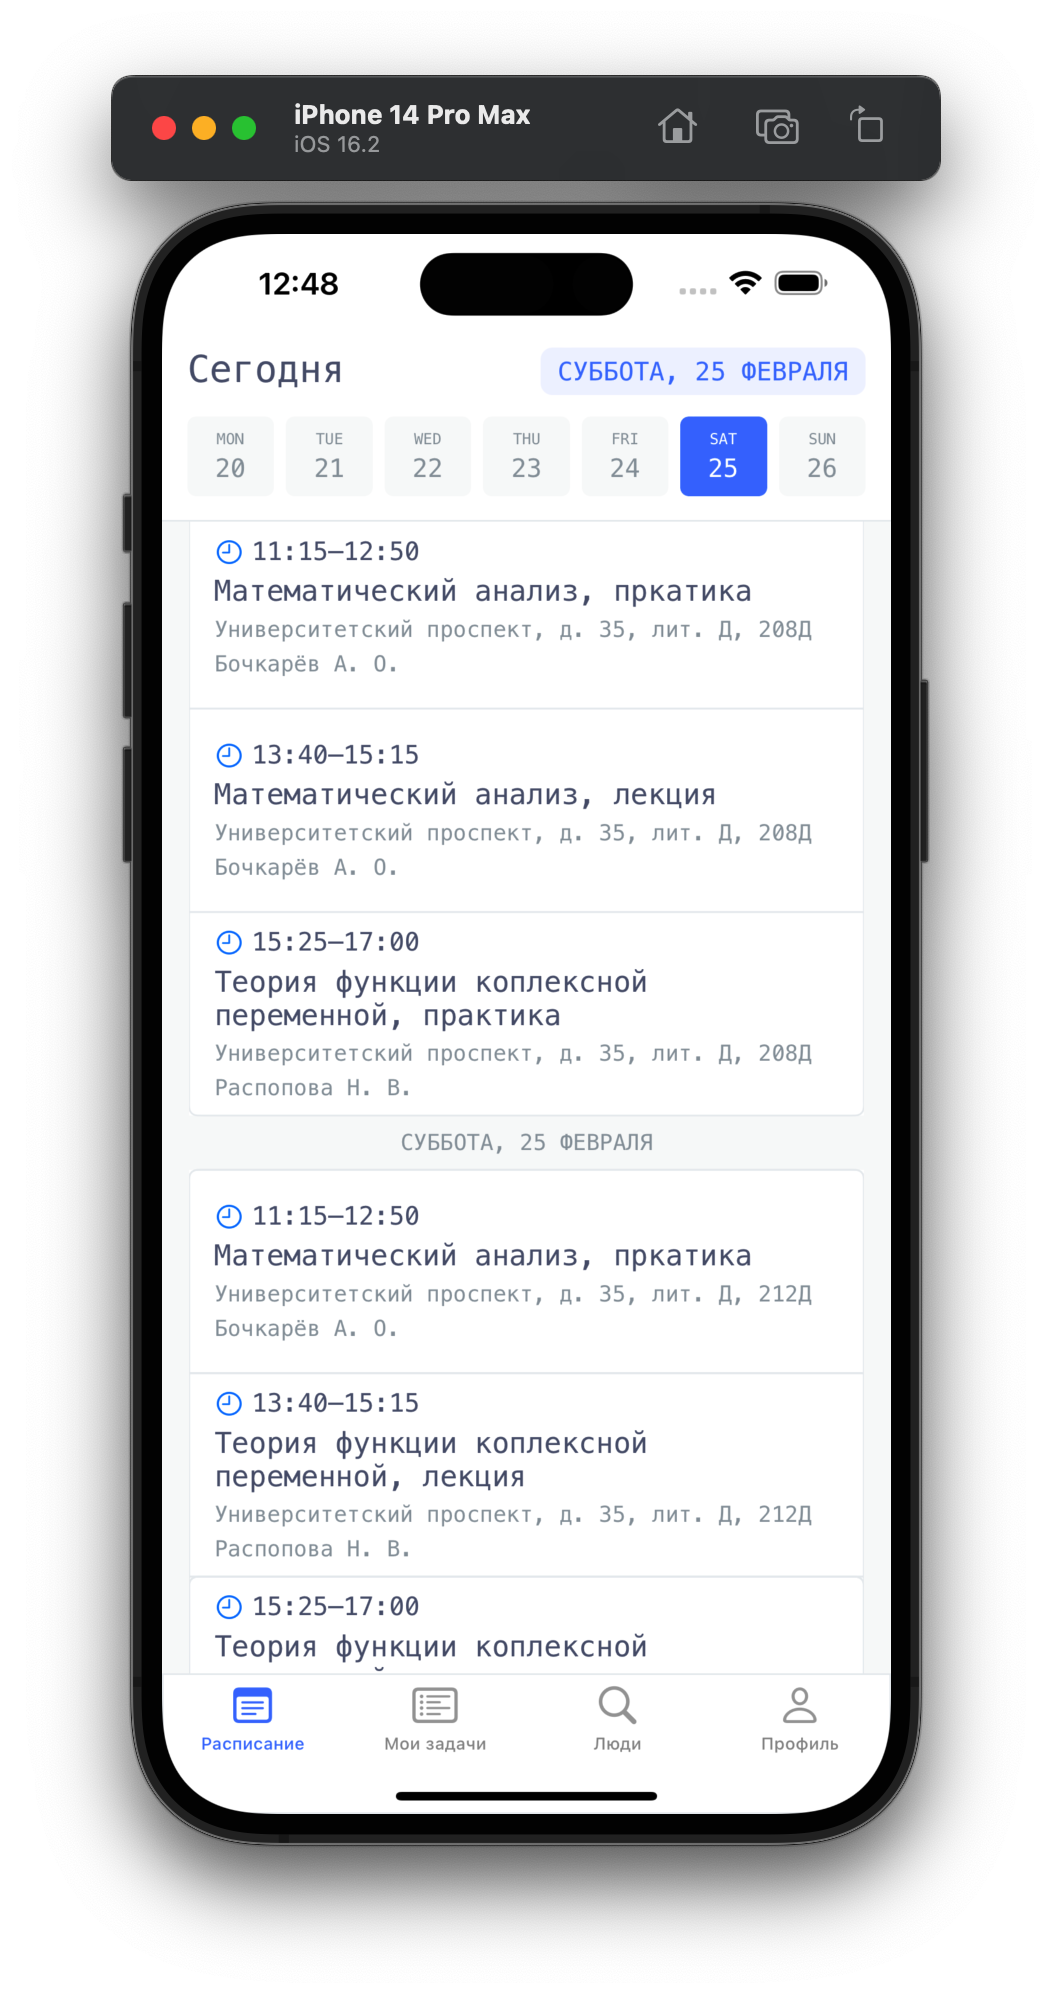 iPhone 14 Pro Max
iOS 16.2
12:48
Сегодня
СУББОТА, 25 ФЕВРАЛЯ
MON TUE WED THU FRI SAT SUN
20 21 22 23 24 25 26
11:15–12:50
Математический анализ, пркатика
Университетский проспект, д. 35, лит. Д, 208Д
Бочкарёв А. О.
13:40–15:15
Математический анализ, лекция
Университетский проспект, д. 35, лит. Д, 208Д
Бочкарёв А. О.
15:25–17:00
Теория функции коплексной
переменной, практика
Университетский проспект, д. 35, лит. Д, 208Д
Распопова Н. В.
СУББОТА, 25 ФЕВРАЛЯ
11:15–12:50
Математический анализ, пркатика
Университетский проспект, д. 35, лит. Д, 212Д
Бочкарёв А. О.
13:40–15:15
Теория функции коплексной
переменной, лекция
Университетский проспект, д. 35, лит. Д, 212Д
Распопова Н. В.
15:25–17:00
Теория функции коплексной
Расписание Мои задачи Люди Профиль